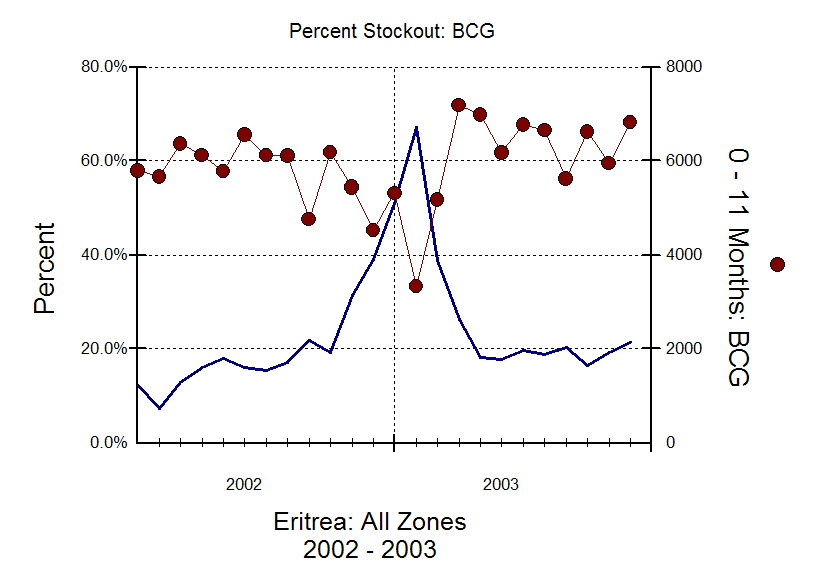 Percent Stockout: BCG
80.0%
60.0%
40.0%
20.0%
0.0%
Percent
8000
6000
4000
2000
0
0 - 11 Months: BCG
2002
2003
Eritrea: All Zones
2002 - 2003